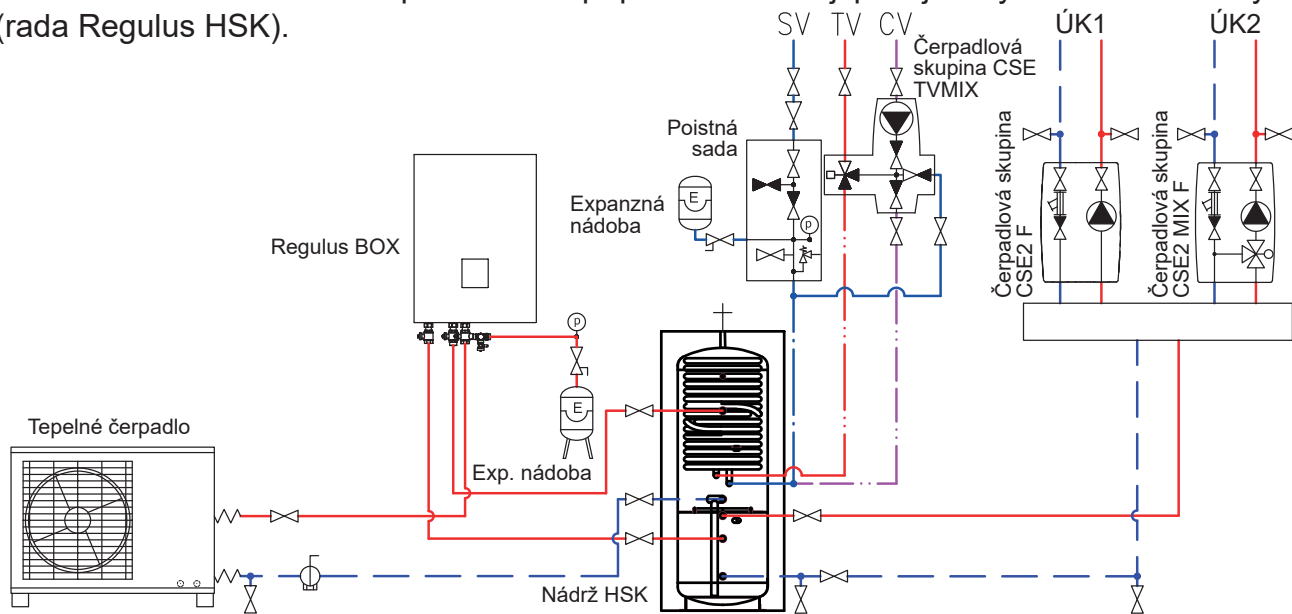 (rada Regulus HSK).
SV TV CV
ÚK1 ÚK2
Čerpadlová
skupina CSE
TVMIX
Poistná
sada
Expanzná
nádoba
E
p
Regulus BOX
Čerpadlová skupina
CSE2 F
Čerpadlová skupina
CSE2 MIX F
p
E
Exp. nádoba
Tepelné čerpadlo
Nádrž HSK